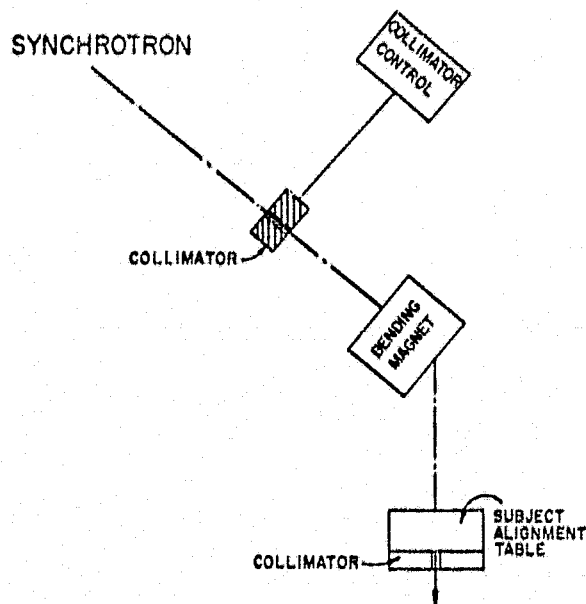 SYNCHROTRON
COLLIMATOR
CONTROL
COLLIMATOR
BENDING
MAGNET
SUBJECT
ALIGNMENT
TABLE
COLLIMATOR